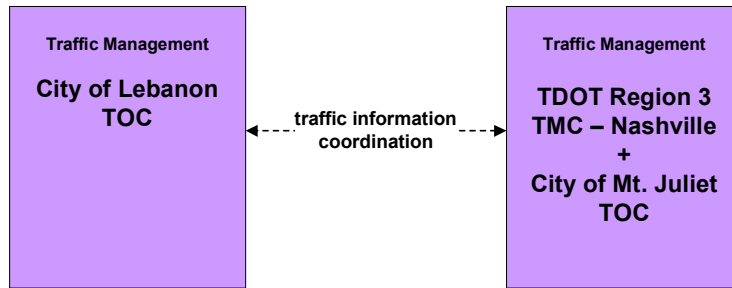 Traffic Management
City of Lebanon
TOC
traffic information
coordination
Traffic Management
TDOT Region 3
TMC – Nashville
+
City of Mt. Juliet
TOC